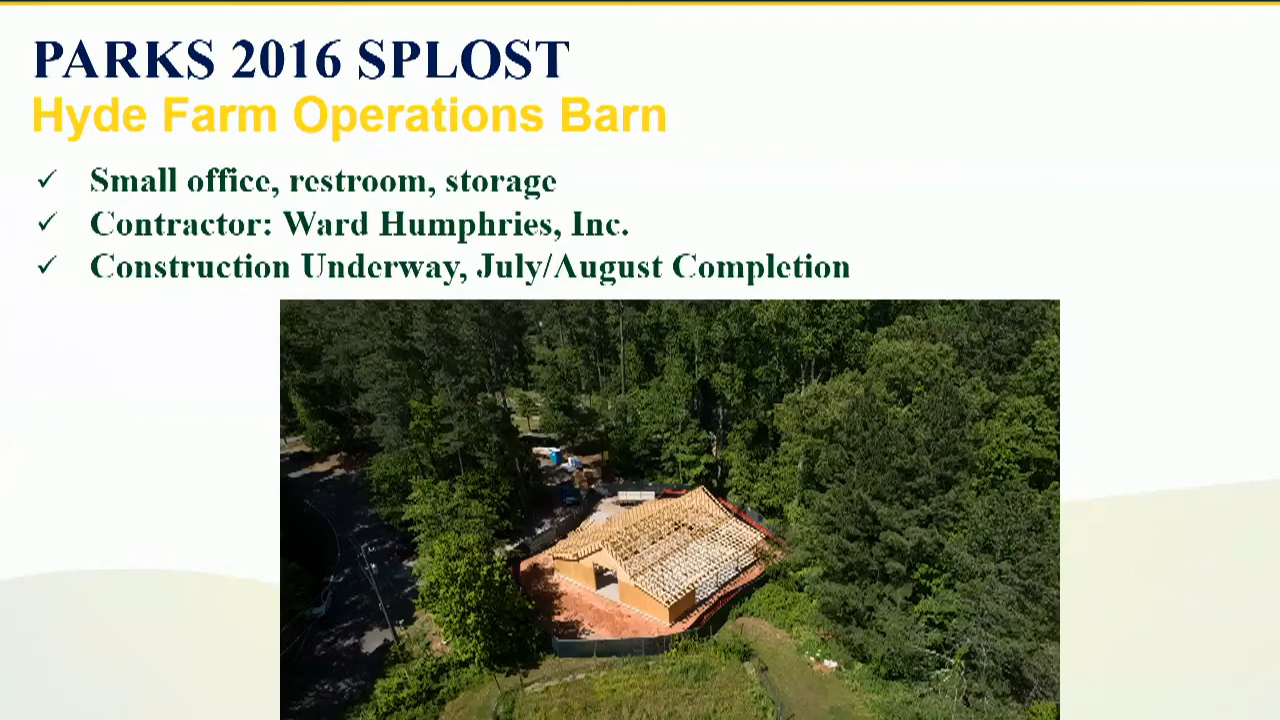 PARKS 2016 SPLOST
Hyde Farm Operations Barn
✓ Small office, restroom, storage
✓ Contractor: Ward Humphries, Inc.
✓ Construction Underway, July/August Completion